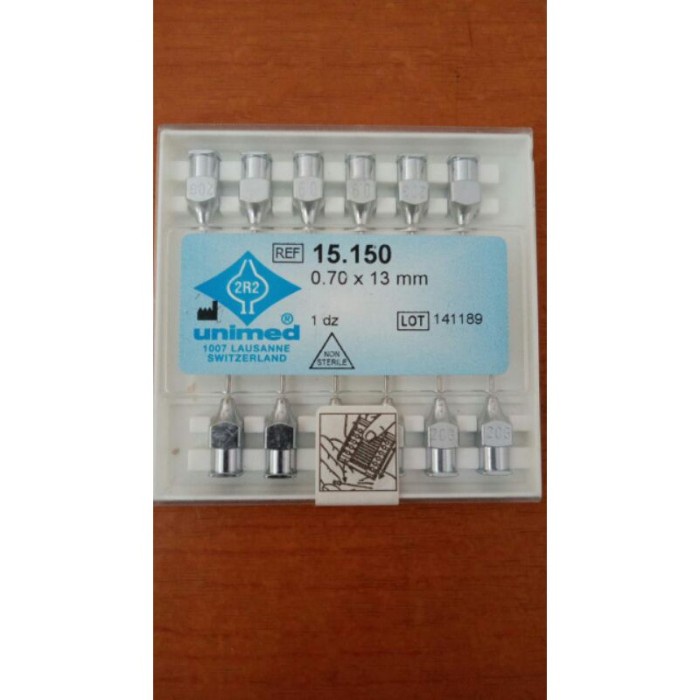 REF 15.150
0.70 x 13 mm
2R2
unimed®
1007 LAUSANNE
SWITZERLAND
1 dz
LOT 141189
NON
STERILE